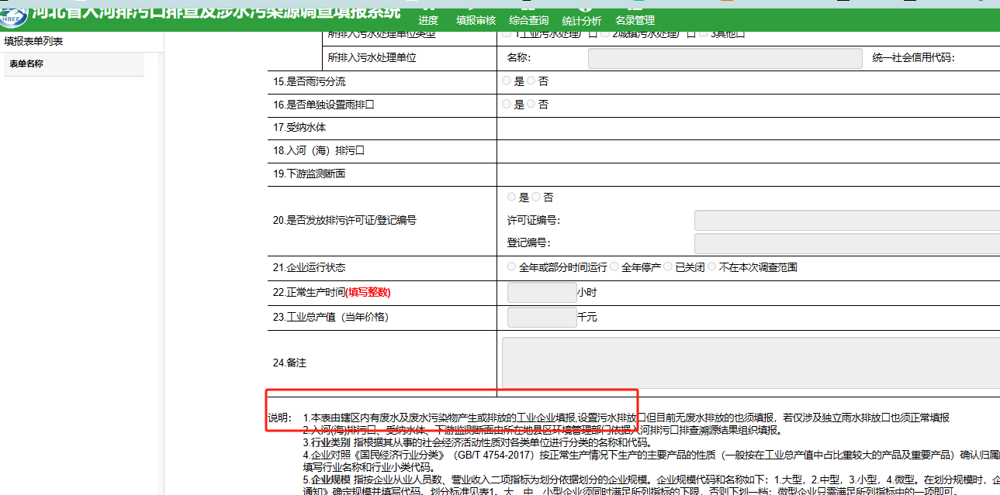 河北省入河排污口排查及涉水污染源调查填报系统
HBEE
进度 填报审核 综合查询 统计分析 名录管理
填报表单列表
表单名称
所排入污水处理单位类型 1工业污水处理厂 2城镇污水处理厂 3其他
所排入污水处理单位 名称： 统一社会信用代码：
15.是否雨污分流 是 否
16.是否单独设置雨排口 是 否
17.受纳水体
18.入河（海）排污口
19.下游监测断面
20.是否发放排污许可证/登记编号 是 否
许可证编号：
登记编号：
21.企业运行状态 全年或部分时间运行 全年停产 已关闭 不在本次调查范围
22.正常生产时间(填写整数) 小时
23.工业总产值（当年价格） 千元
24.备注
说明： 1.本表由辖区内有废水及废水污染物产生或排放的工业企业填报,设置污水排放口但目前无废水排放的也须填报，若仅涉及独立雨水排放口也须正常填报
2.入河(海)排污口、受纳水体、下游监测断面由所在地县区环境管理部门依据入河排污口排查溯源结果组织填报。
3.行业类别 指根据其从事的社会经济活动性质对各类单位进行分类的名称和代码。
4.企业对照《国民经济行业分类》（GB/T 4754-2017）按正常生产情况下生产的主要产品的性质（一般按在工业总产值中占比重较大的产品及重要产品）确认归属
填写行业名称和行业小类代码。
5.企业规模 指按企业从业人员数、营业收入二项指标为划分依据划分的企业规模。企业规模代码和名称如下：1.大型，2.中型，3.小型，4.微型。在划分规模时，企
通知》确定规模并填写代码。划分标准见表1。大、中、小型企业须同时满足所列指标的下限，否则下划一档；微型企业只需满足所列指标中的一项即可。